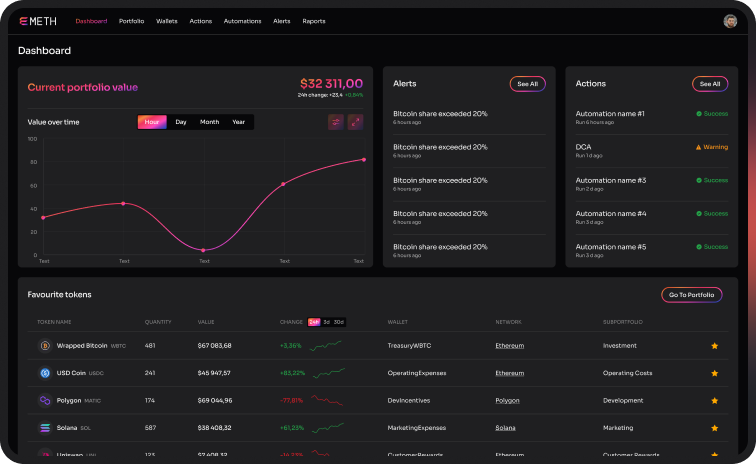 METH Dashboard Portfolio Wallets Actions Automations Alerts Raports
Dashboard
Current portfolio value
$32 311,00
24h change: +23,4 +0,84%
Value over time
Hour Day Month Year
100
80
60
40
20
0
Text Text Text Text Text
Alerts See All
Bitcoin share exceeded 20%
6 hours ago
Bitcoin share exceeded 20%
6 hours ago
Bitcoin share exceeded 20%
6 hours ago
Bitcoin share exceeded 20%
6 hours ago
Bitcoin share exceeded 20%
6 hours ago
Actions See All
Automation name #1 Success
Run 6 hours ago
DCA Warning
Run 1 d ago
Automation name #3 Success
Run 2 d ago
Automation name #4 Success
Run 3 d ago
Automation name #5 Success
Run 3 d ago
Favourite tokens Go To Portfolio
TOKEN NAME QUANTITY VALUE CHANGE 24h 3d 30d WALLET NETWORK SUBPORTFOLIO
Wrapped Bitcoin WBTC 481 $67 083,68 +3,36% TreasuryWBTC Ethereum Investment
USD Coin USDC 241 $45 947,57 +83,22% OperatingExpenses Ethereum Operating Costs
Polygon MATIC 174 $69 044,96 -77,81% DevIncentives Polygon Development
Solana SOL 587 $38 408,32 +61,23% MarketingExpenses Solana Marketing
Uniswap UNI 123 $7 408,32 -14,23% CustomerRewards Ethereum Customer Rewards